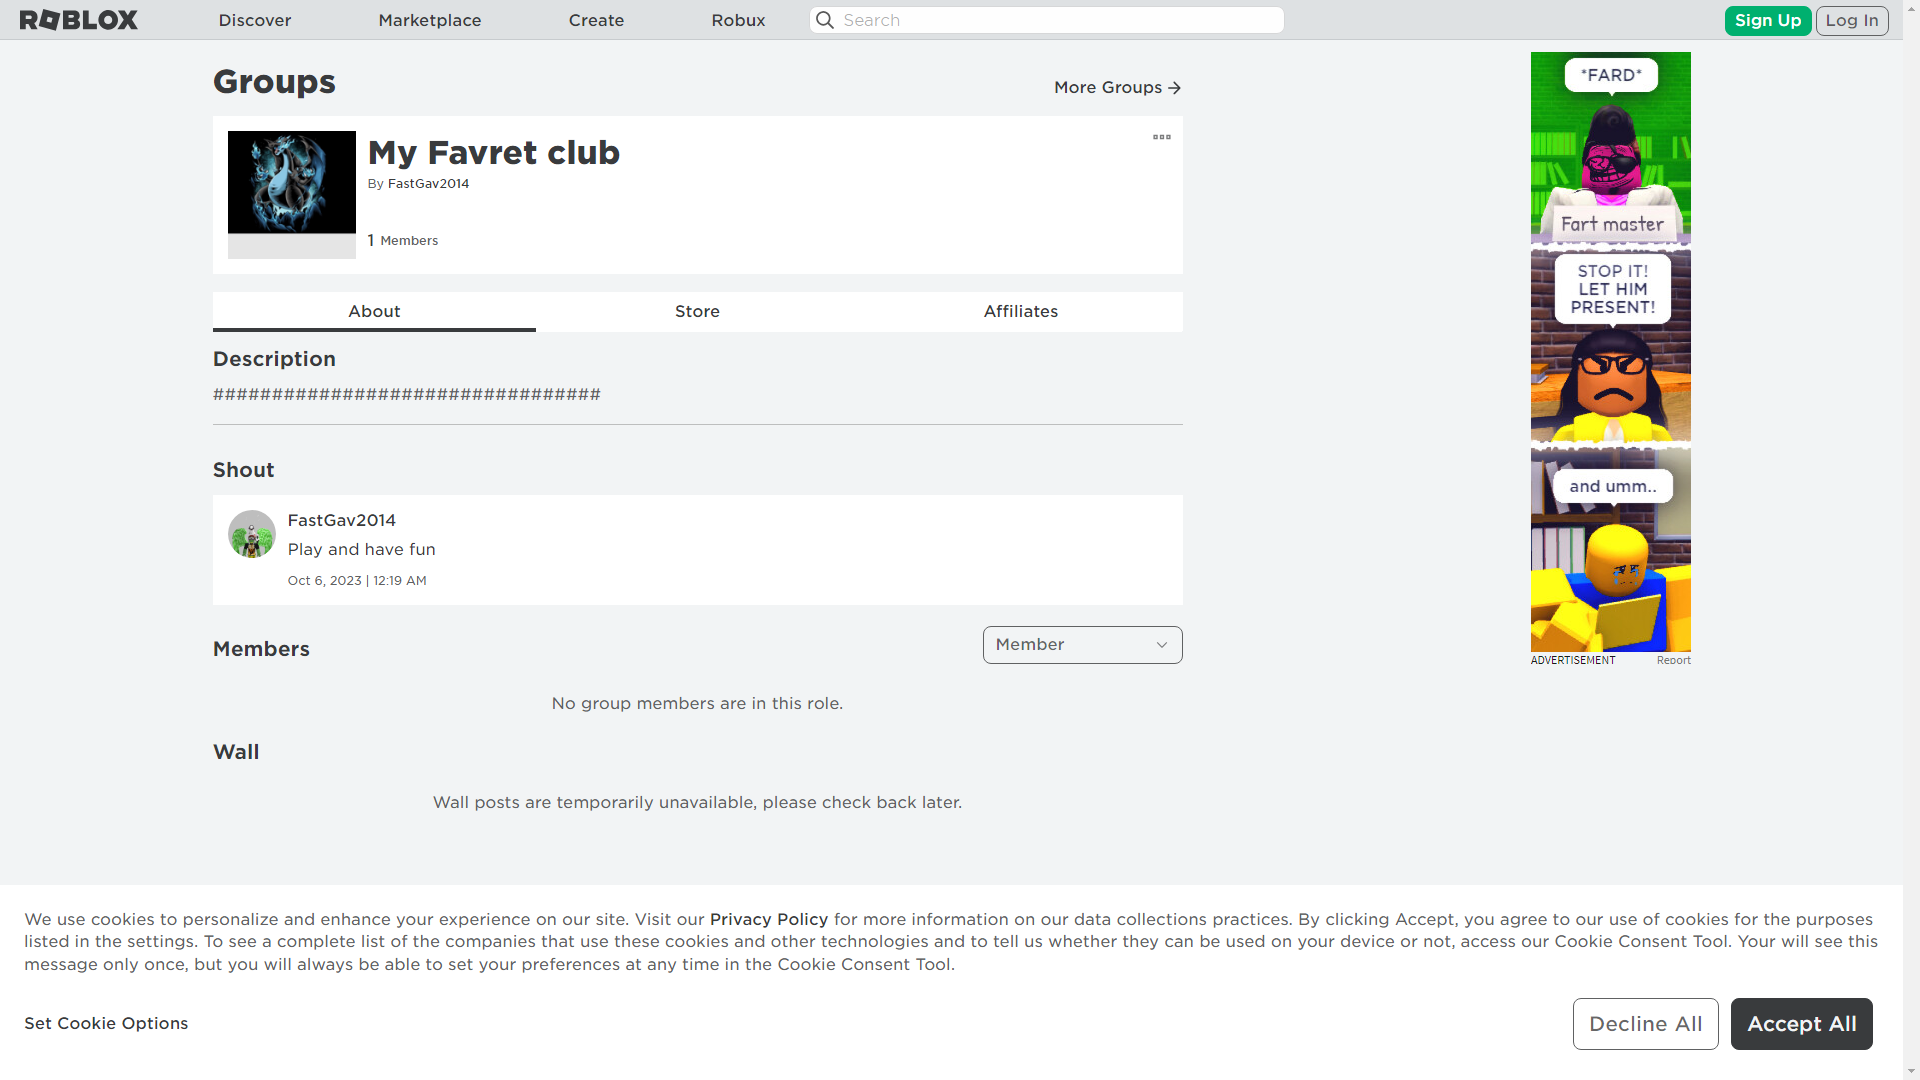 ROBLOX
Discover
Marketplace
Create
Robux
Search
Sign Up
Log In
Groups
More Groups
My Favret club
By FastGav2014
1 Members
About
Store
Affiliates
Description
#################################
Shout
FastGav2014
Play and have fun
Oct 6, 2023 | 12:19 AM
Members
Member
No group members are in this role.
Wall
Wall posts are temporarily unavailable, please check back later.
*FARD*
Fart master
STOP IT!
LET HIM
PRESENT!
and umm..
ADVERTISEMENT
Report
We use cookies to personalize and enhance your experience on our site. Visit our Privacy Policy for more information on our data collections practices. By clicking Accept, you agree to our use of cookies for the purposes
listed in the settings. To see a complete list of the companies that use these cookies and other technologies and to tell us whether they can be used on your device or not, access our Cookie Consent Tool. Your will see this
message only once, but you will always be able to set your preferences at any time in the Cookie Consent Tool.
Set Cookie Options
Decline All
Accept All